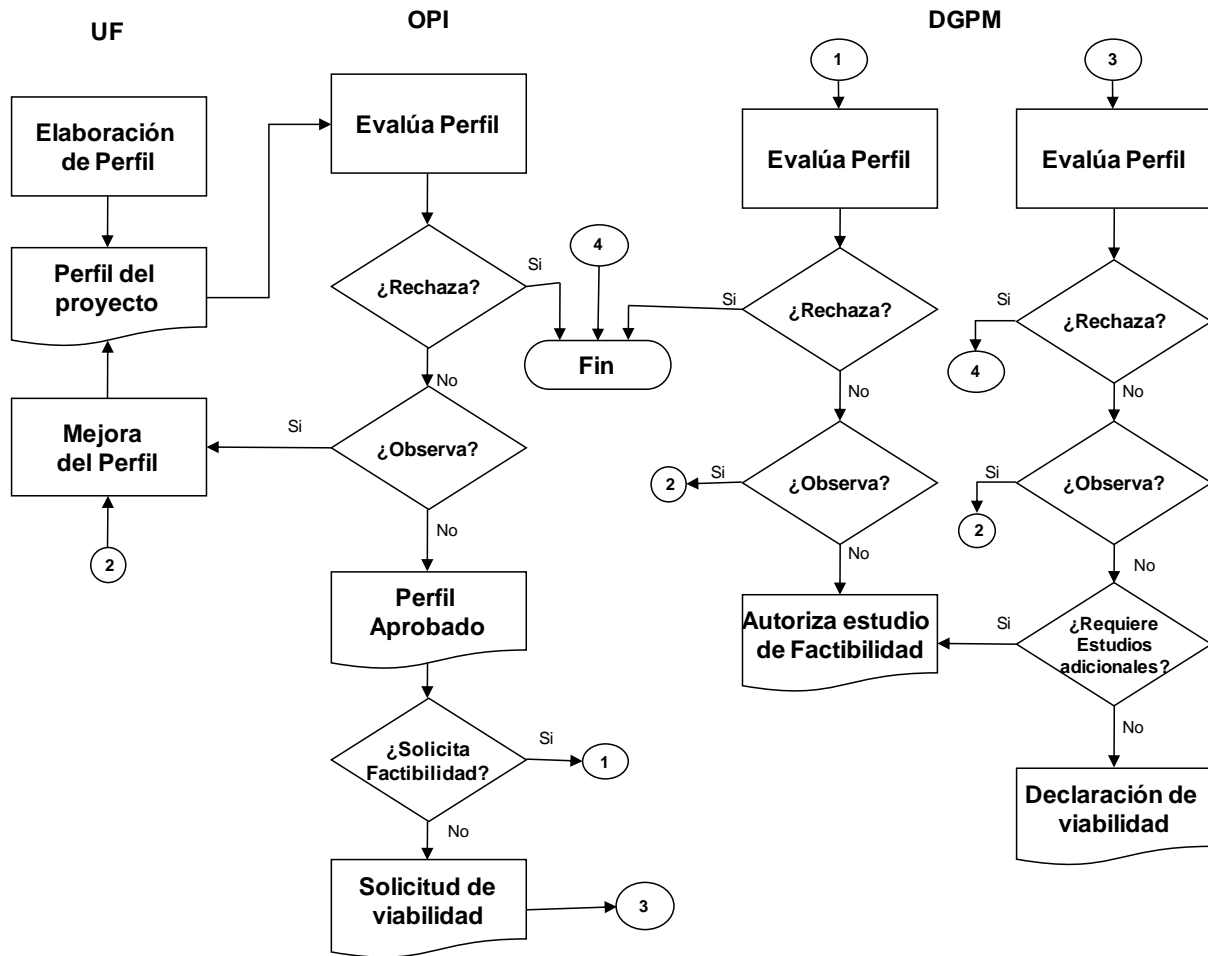 UF
Elaboración
de Perfil
Perfil del
proyecto
Mejora
del Perfil
2
OPI
Evalúa Perfil
¿Rechaza?
Si
4
Fin
No
¿Observa?
Si
No
Perfil
Aprobado
¿Solicita
Factibilidad?
Si
1
No
Solicitud de
viabilidad
3
DGPM
1
Evalúa Perfil
¿Rechaza?
Si
No
¿Observa?
Si
2
No
Autoriza estudio
de Factibilidad
3
Evalúa Perfil
¿Rechaza?
Si
4
No
¿Observa?
Si
2
No
¿Requiere
Estudios
adicionales?
Si
No
Declaración de
viabilidad